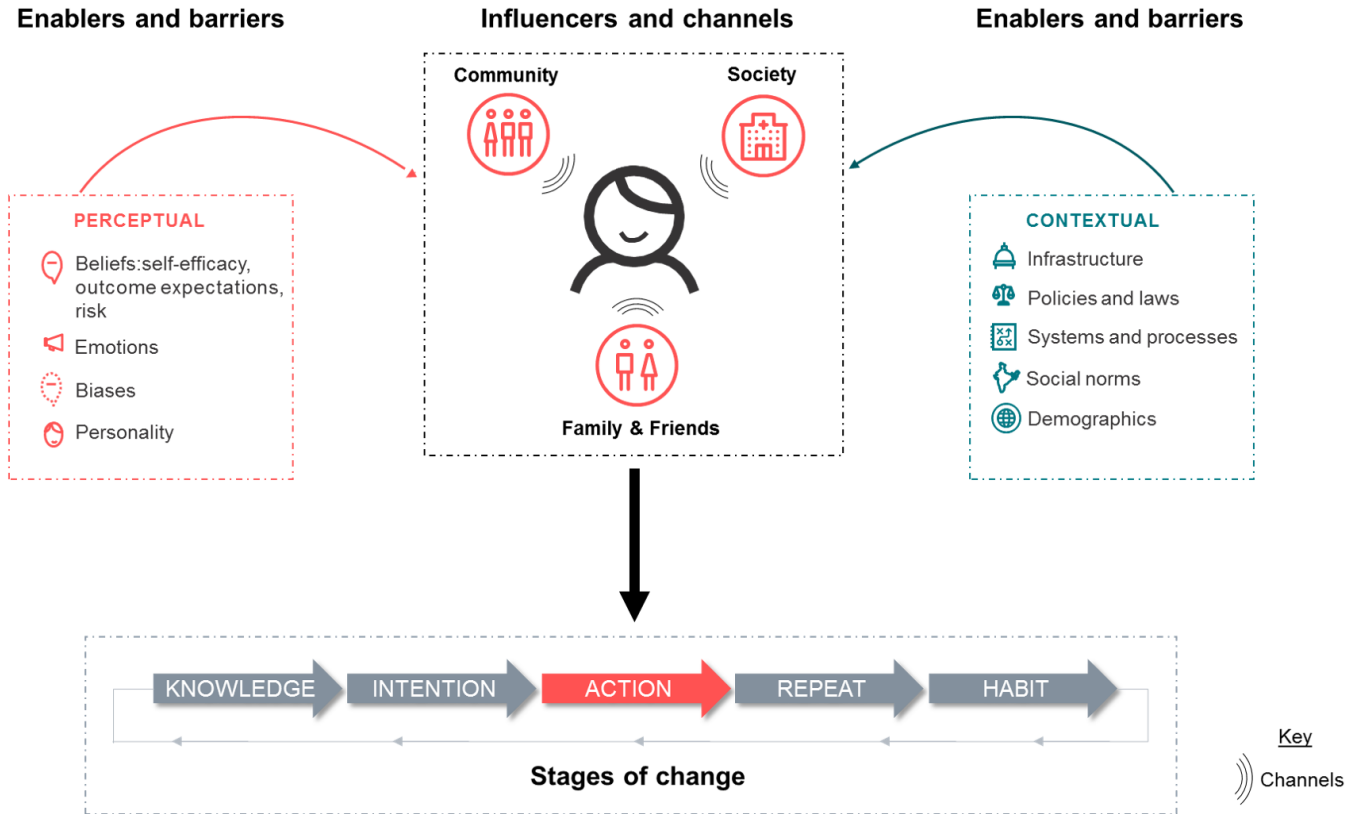 Enablers and barriers
Influencers and channels
Enablers and barriers
Community
Society
Family & Friends
PERCEPTUAL
Beliefs:self-efficacy,
outcome expectations,
risk
Emotions
Biases
Personality
CONTEXTUAL
Infrastructure
Policies and laws
Systems and processes
Social norms
Demographics
KNOWLEDGE
INTENTION
ACTION
REPEAT
HABIT
Stages of change
Key
Channels